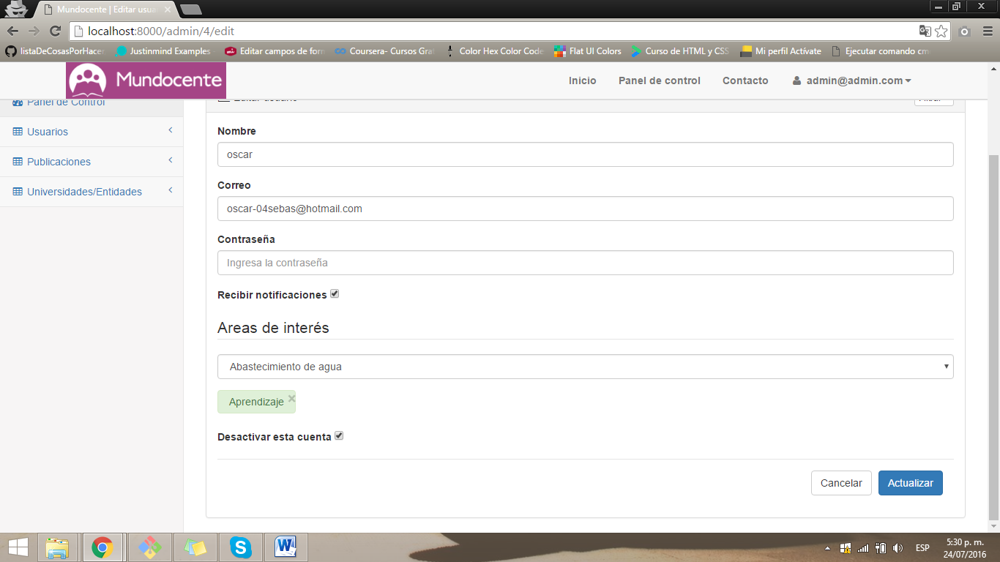 Mundocente | Editar usua
localhost:8000/admin/4/edit
listaDeCosasPorHacer Justinmind Examples Editar campos de form Coursera- Cursos Grat Color Hex Color Code Flat UI Colors Curso de HTML y CSS Mi perfil Actívate Ejecutar comando cm
Mundocente Inicio Panel de control Contacto admin@admin.com
Panel de Control
Editar usuario
Usuarios
Publicaciones
Universidades/Entidades
Nombre
oscar
Correo
oscar-04sebas@hotmail.com
Contraseña
Ingresa la contraseña
Recibir notificaciones
Areas de interés
Abastecimiento de agua
Aprendizaje ×
Desactivar esta cuenta
Cancelar Actualizar
ESP
5:30 p. m.
24/07/2016